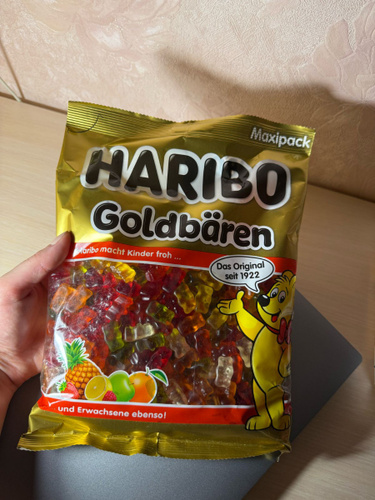 Maxipack
HARIBO
Goldbären
Haribo macht Kinder froh ...
Das Original
seit 1922
... und Erwachsene ebenso!